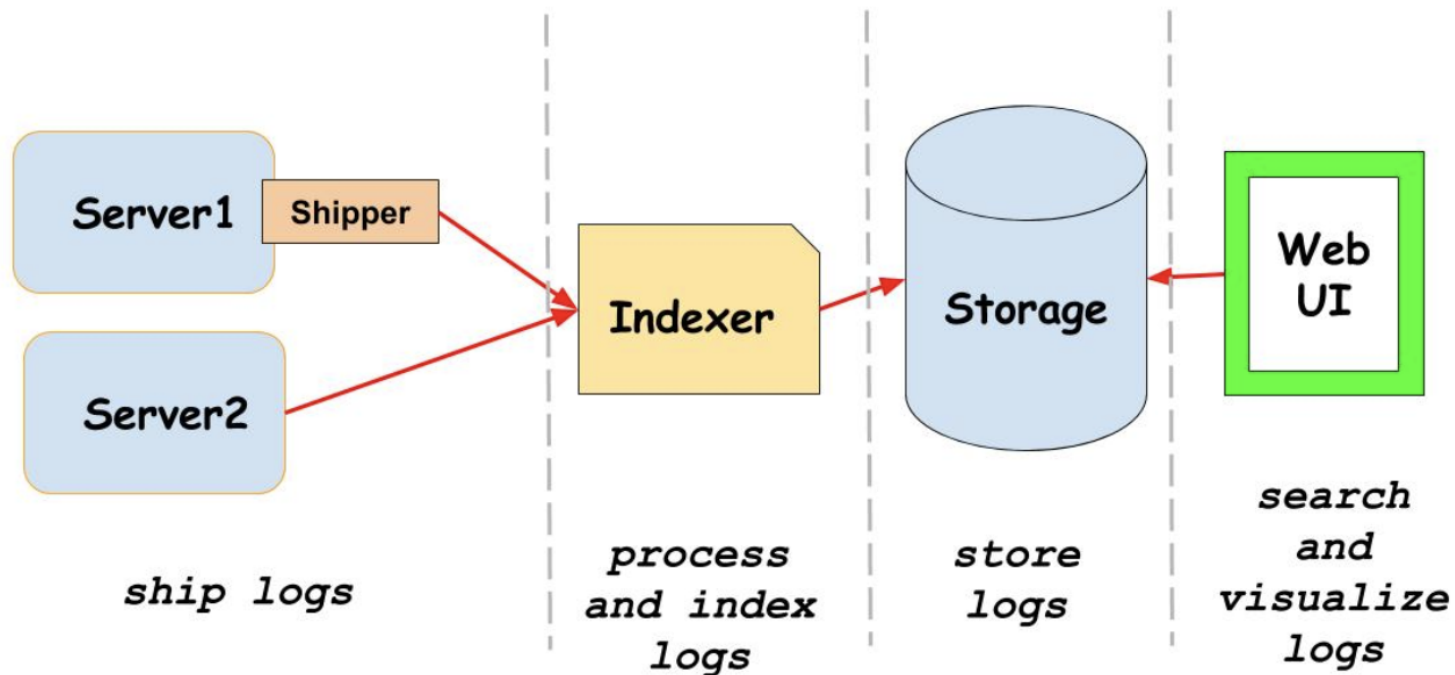 Server1
Shipper
Server2
Indexer
Storage
Web
UI
ship logs
process
and index
logs
store
logs
search
and
visualize
logs